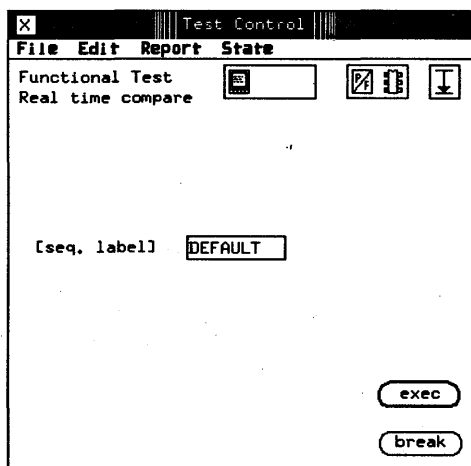 X Test Control
File Edit Report State
Functional Test
Real time compare
P/F
[seq. label] DEFAULT
exec
break